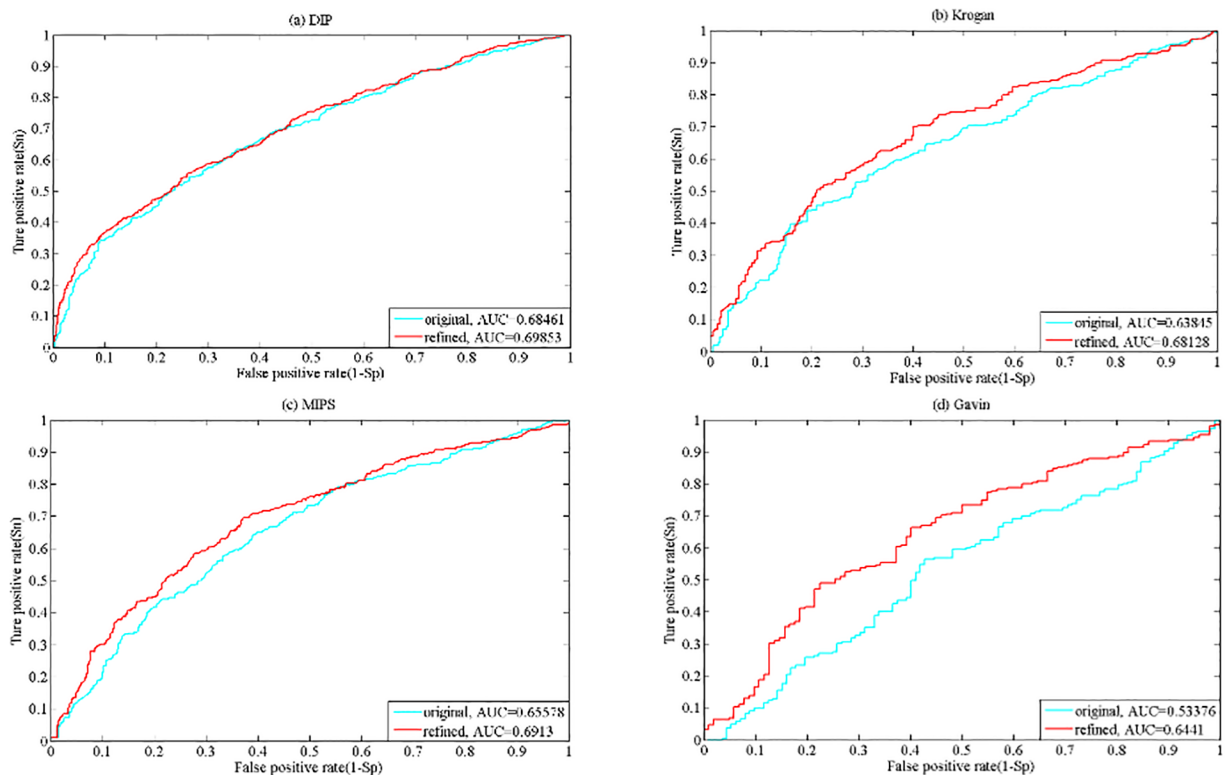 (a) DIP
1
0.9
0.8
0.7
0.6
0.5
0.4
0.3
0.2
0.1
0
Ture positive rate(Sn)
original, AUC=0.68461
refined, AUC=0.69853
0 0.1 0.2 0.3 0.4 0.5 0.6 0.7 0.8 0.9 1
False positive rate(1-Sp)
(b) Krogan
1
0.9
0.8
0.7
0.6
0.5
0.4
0.3
0.2
0.1
0
Ture positive rate(Sn)
original, AUC=0.63845
refined, AUC=0.68128
0 0.1 0.2 0.3 0.4 0.5 0.6 0.7 0.8 0.9 1
False positive rate(1-Sp)
(c) MIPS
1
0.9
0.8
0.7
0.6
0.5
0.4
0.3
0.2
0.1
0
Ture positive rate(Sn)
original, AUC=0.65578
refined, AUC=0.6913
0 0.1 0.2 0.3 0.4 0.5 0.6 0.7 0.8 0.9 1
False positive rate(1-Sp)
(d) Gavin
1
0.9
0.8
0.7
0.6
0.5
0.4
0.3
0.2
0.1
0
Ture positive rate(Sn)
original, AUC=0.53376
refined, AUC=0.6441
0 0.1 0.2 0.3 0.4 0.5 0.6 0.7 0.8 0.9 1
False positive rate(1-Sp)